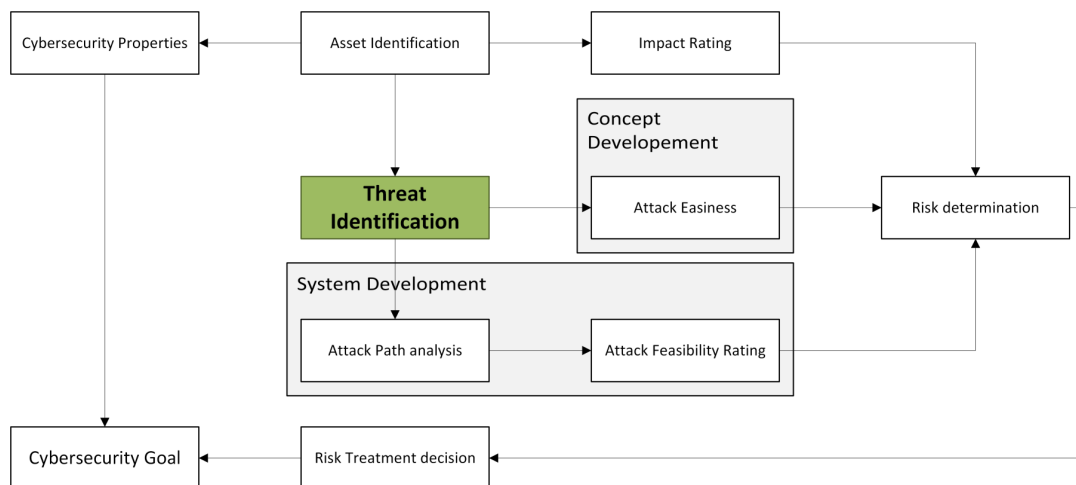 Cybersecurity Properties
Asset Identification
Impact Rating
Concept
Developement
Threat
Identification
Attack Easiness
Risk determination
System Development
Attack Path analysis
Attack Feasibility Rating
Cybersecurity Goal
Risk Treatment decision